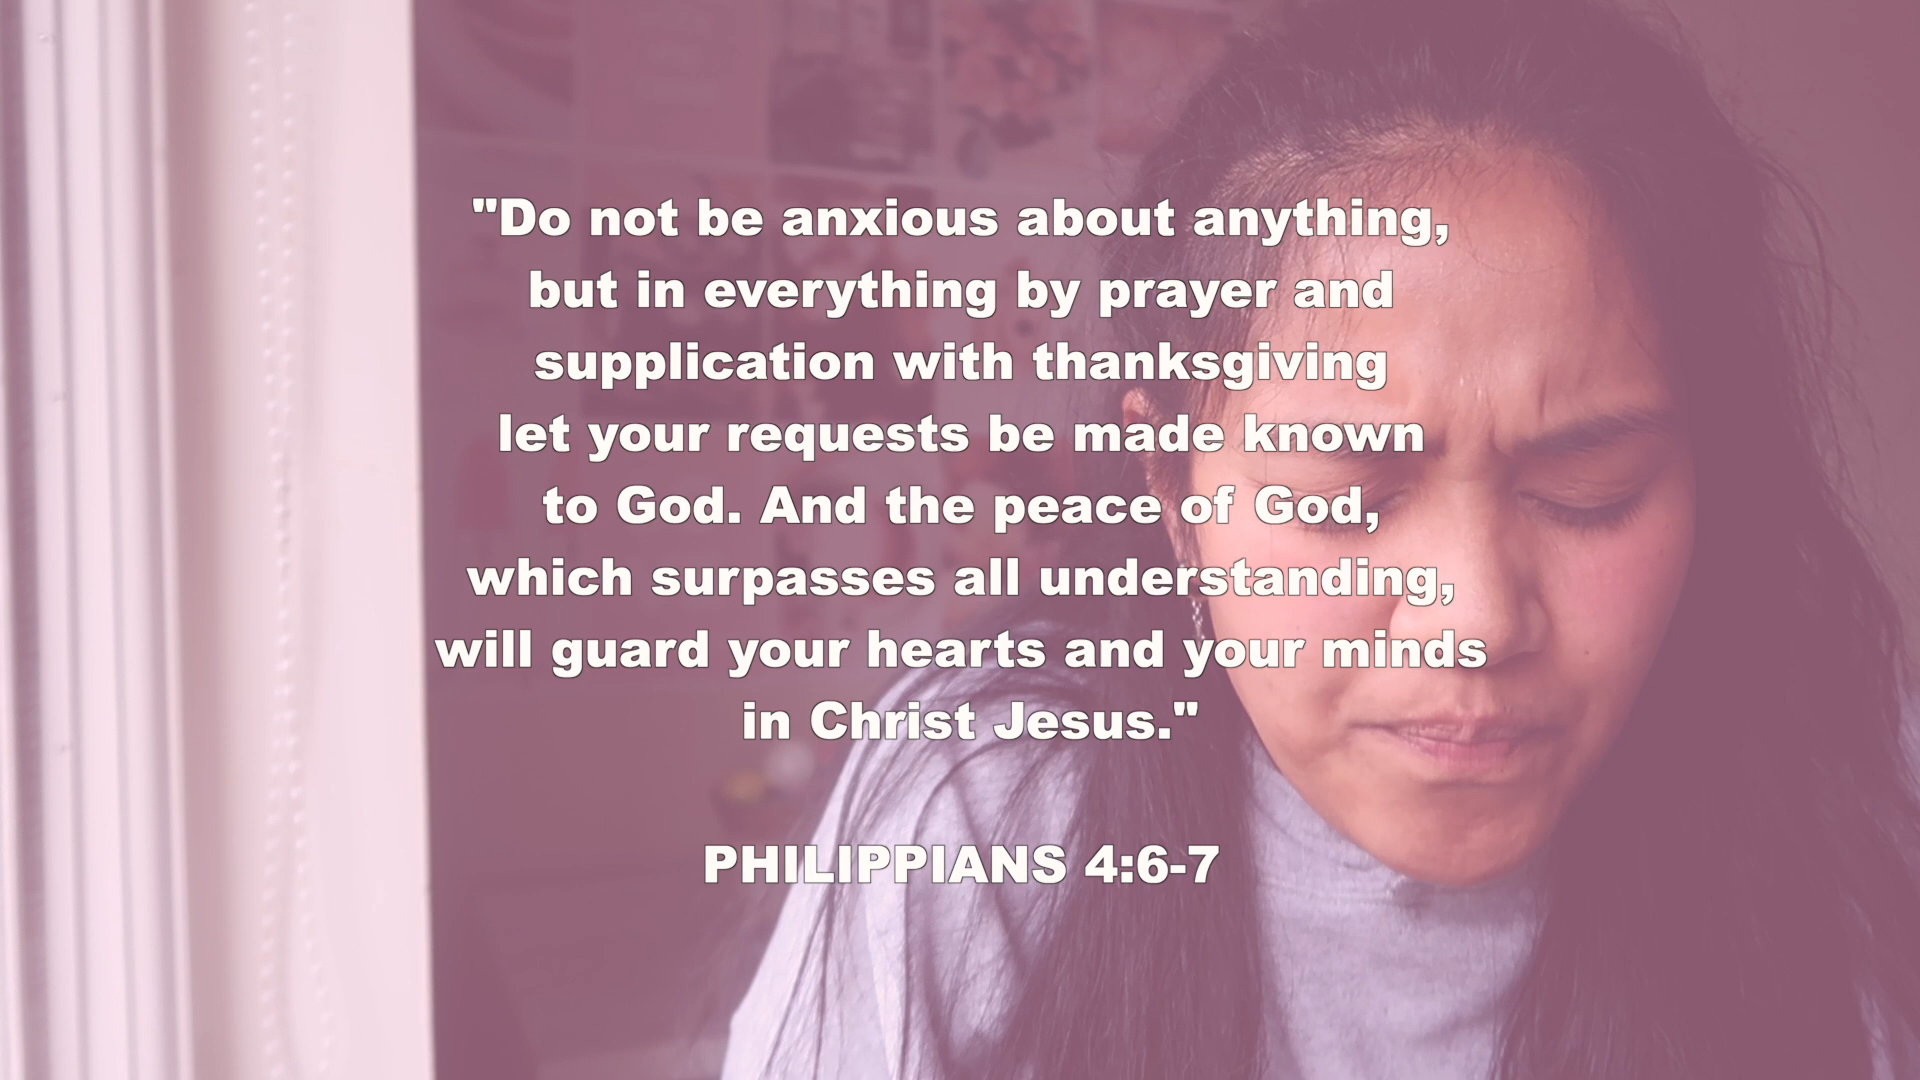 "Do not be anxious about anything,
but in everything by prayer and
supplication with thanksgiving
let your requests be made known
to God. And the peace of God,
which surpasses all understanding,
will guard your hearts and your minds
in Christ Jesus."
PHILIPPIANS 4:6-7